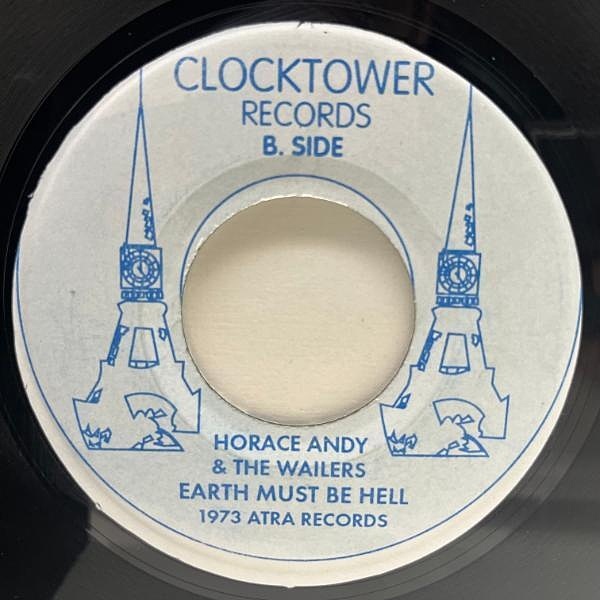 CLOCKTOWER
RECORDS
B. SIDE
HORACE ANDY
& THE WAILERS
EARTH MUST BE HELL
1973 ATRA RECORDS